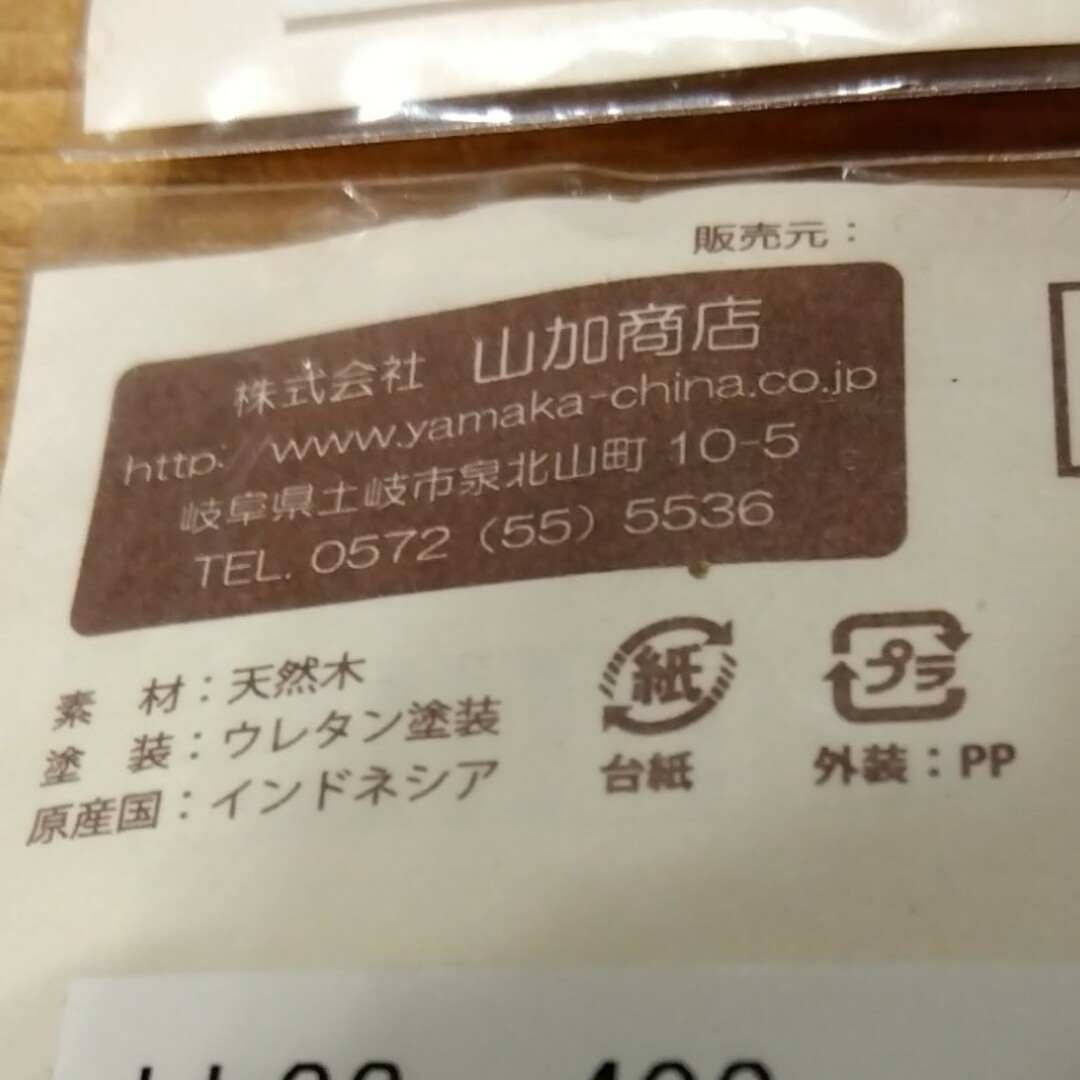 販売元：
株式会社 山加商店
http://www.yamaka-china.co.jp
岐阜県土岐市泉北山町 10-5
TEL. 0572（55）5536
素　材：天然木
塗　装：ウレタン塗装
原産国：インドネシア
紙
台紙
プラ
外装：PP